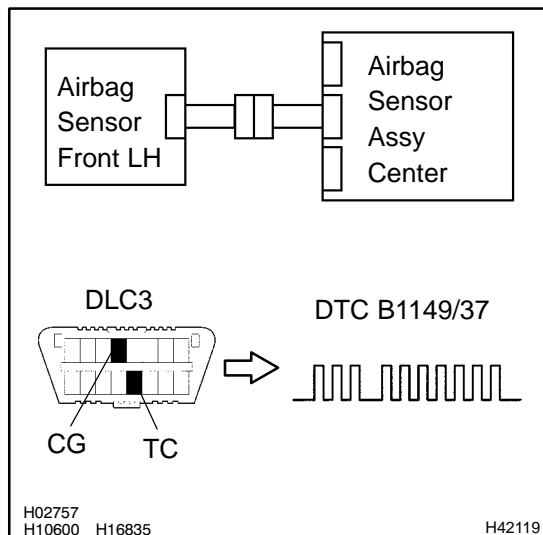 Airbag
Sensor
Front LH
Airbag
Sensor
Assy
Center
DLC3
DTC B1149/37
CG
TC
H02757
H10600 H16835
H42119